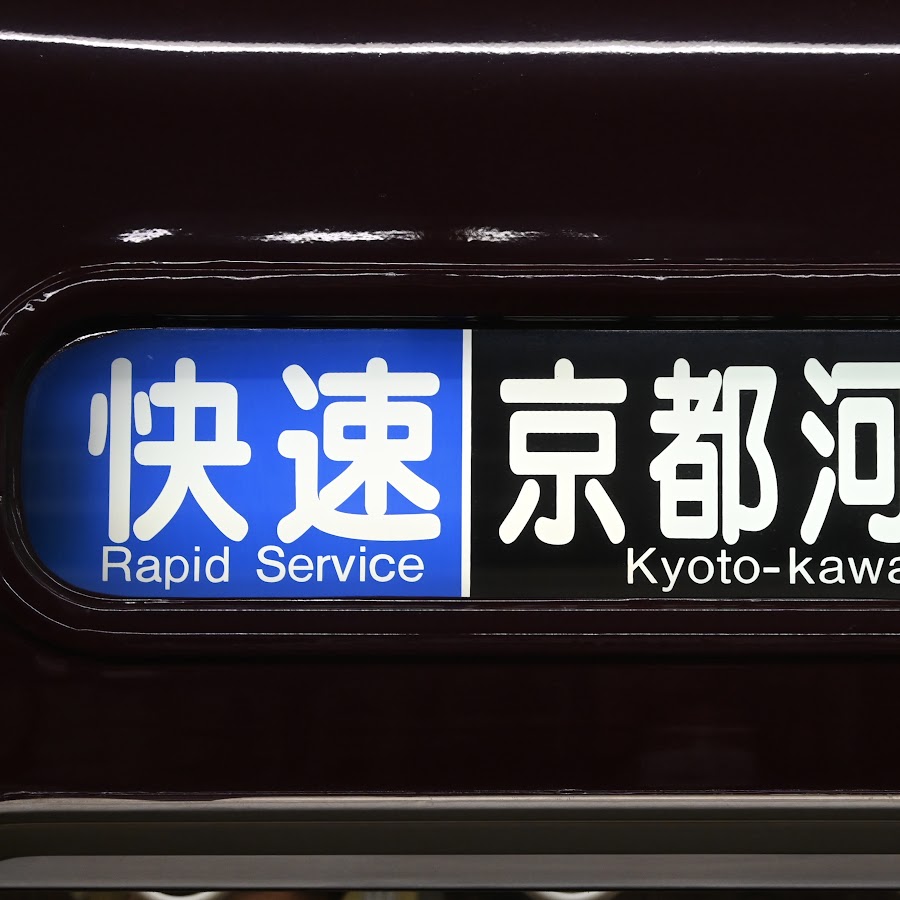 快速 京都河
Rapid Service Kyoto-kawa